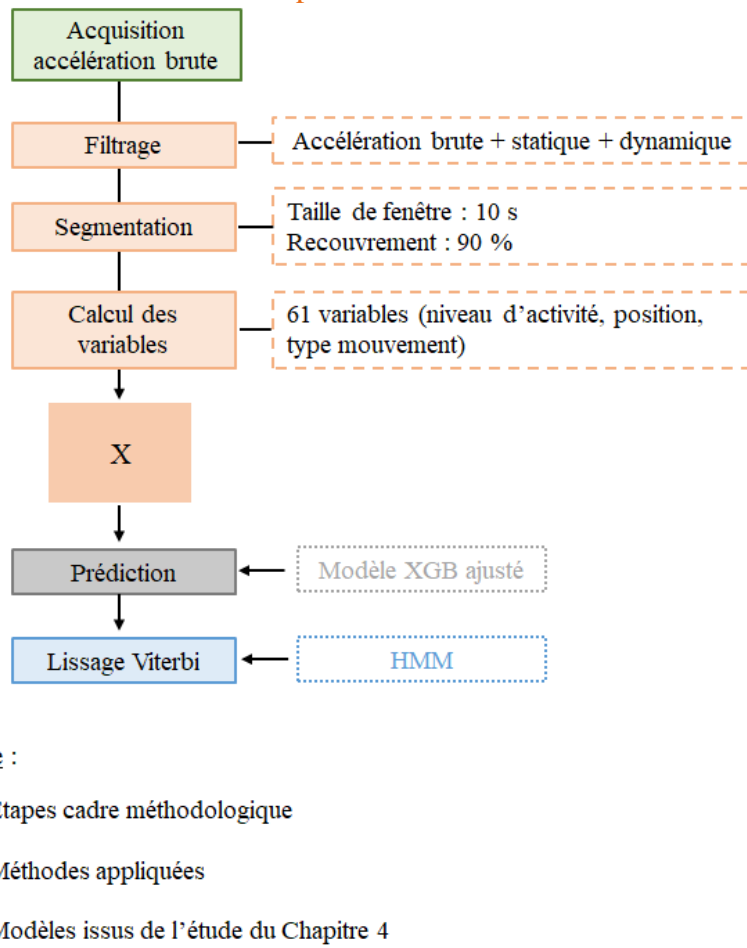 Acquisition
accélération brute
Filtrage
Accélération brute + statique + dynamique
Segmentation
Taille de fenêtre : 10 s
Recouvrement : 90 %
Calcul des
variables
61 variables (niveau d’activité, position,
type mouvement)
X
Prédiction
Modèle XGB ajusté
Lissage Viterbi
HMM
e :
Etapes cadre méthodologique
Méthodes appliquées
Modèles issus de l’étude du Chapitre 4